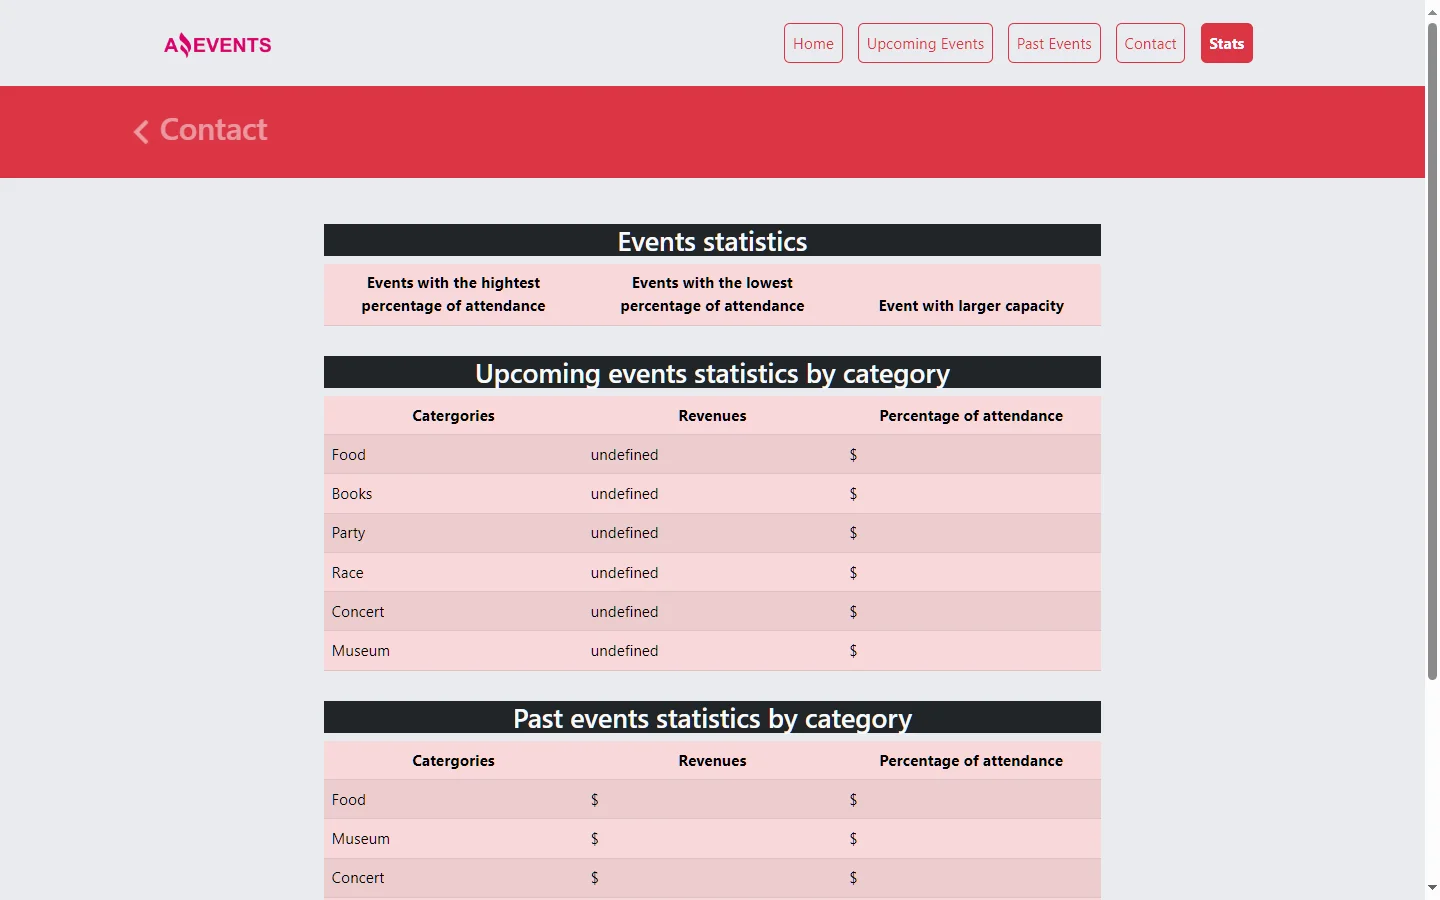 A EVENTS
Home Upcoming Events Past Events Contact Stats
Contact
Events statistics
Events with the hightest percentage of attendance
Events with the lowest percentage of attendance
Event with larger capacity
Upcoming events statistics by category
Catergories Revenues Percentage of attendance
Food undefined $
Books undefined $
Party undefined $
Race undefined $
Concert undefined $
Museum undefined $
Past events statistics by category
Catergories Revenues Percentage of attendance
Food $ $
Museum $ $
Concert $ $